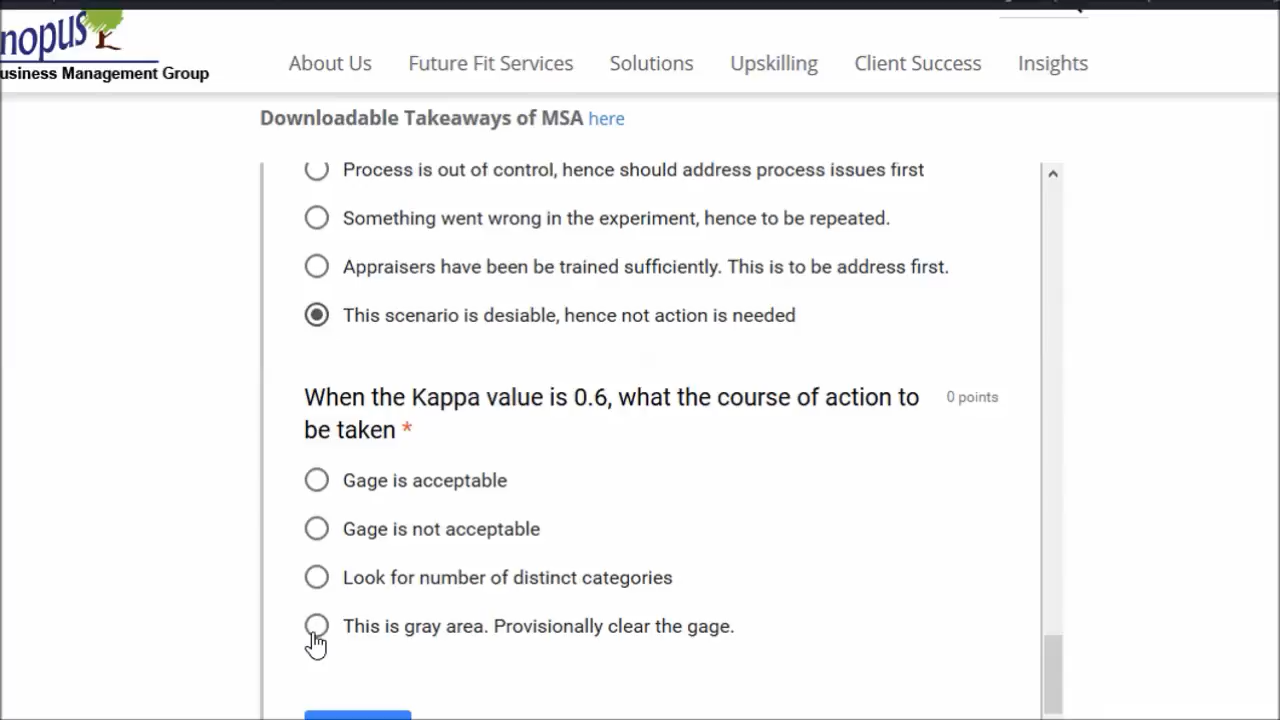 nopus
usiness Management Group
About Us Future Fit Services Solutions Upskilling Client Success Insights
Downloadable Takeaways of MSA here
Process is out of control, hence should address process issues first
Something went wrong in the experiment, hence to be repeated.
Appraisers have been be trained sufficiently. This is to be address first.
This scenario is desiable, hence not action is needed
When the Kappa value is 0.6, what the course of action to 0 points
be taken *
Gage is acceptable
Gage is not acceptable
Look for number of distinct categories
This is gray area. Provisionally clear the gage.